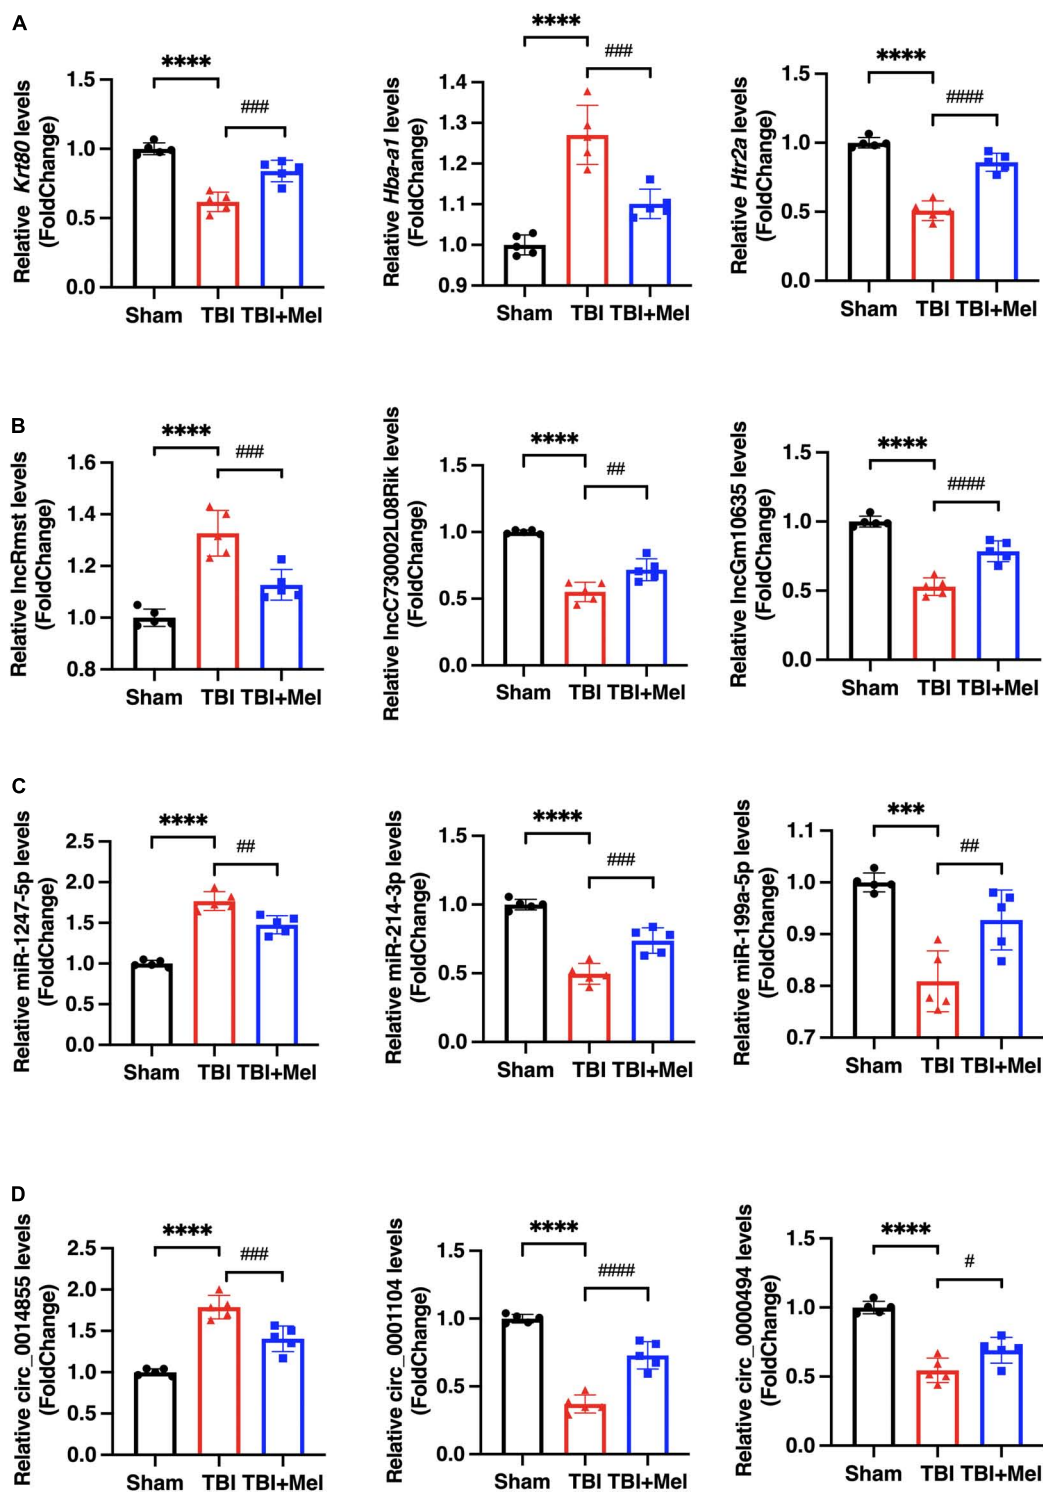 A
****
###
Relative Krt80 levels
(FoldChange)
1.5
1.0
0.5
0.0
Sham TBI TBI+Mel
****
###
Relative Hba-a1 levels
(FoldChange)
1.4
1.3
1.2
1.1
1.0
0.9
Sham TBI TBI+Mel
****
####
Relative Htr2a levels
(FoldChange)
1.5
1.0
0.5
0.0
Sham TBI TBI+Mel
B
****
###
Relative lncRmst levels
(FoldChange)
1.6
1.4
1.2
1.0
0.8
Sham TBI TBI+Mel
****
##
Relative lncC730002L08Rik levels
(FoldChange)
1.5
1.0
0.5
0.0
Sham TBI TBI+Mel
****
####
Relative lncGm10635 levels
(FoldChange)
1.5
1.0
0.5
0.0
Sham TBI TBI+Mel
C
****
##
Relative miR-1247-5p levels
(FoldChange)
2.5
2.0
1.5
1.0
0.5
0.0
Sham TBI TBI+Mel
****
###
Relative miR-214-3p levels
(FoldChange)
1.5
1.0
0.5
0.0
Sham TBI TBI+Mel
***
##
Relative miR-199a-5p levels
(FoldChange)
1.1
1.0
0.9
0.8
0.7
Sham TBI TBI+Mel
D
****
###
Relative circ_0014855 levels
(FoldChange)
2.5
2.0
1.5
1.0
0.5
0.0
Sham TBI TBI+Mel
****
####
Relative circ_0001104 levels
(FoldChange)
1.5
1.0
0.5
0.0
Sham TBI TBI+Mel
****
#
Relative circ_0000494 levels
(FoldChange)
1.5
1.0
0.5
0.0
Sham TBI TBI+Mel